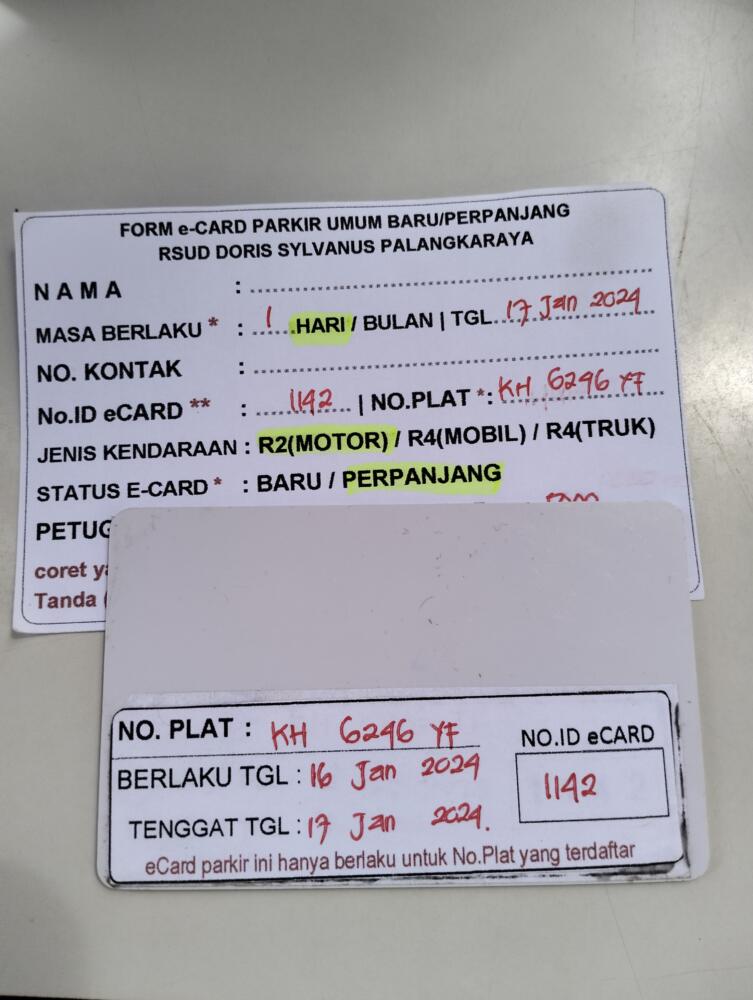 FORM e-CARD PARKIR UMUM BARU/PERPANJANG
RSUD DORIS SYLVANUS PALANGKARAYA
N A M A :
MASA BERLAKU * : 1 HARI / BULAN | TGL 17 Jan 2024
NO. KONTAK :
No.ID eCARD ** : 1142 | NO.PLAT *: KH 6246 YF
JENIS KENDARAAN : R2(MOTOR) / R4(MOBIL) / R4(TRUK)
STATUS E-CARD * : BARU / PERPANJANG
PETUG
coret ya
Tanda (
NO. PLAT : KH 6246 YF
NO.ID eCARD
BERLAKU TGL : 16 Jan 2024
1142
TENGGAT TGL : 17 Jan 2024.
eCard parkir ini hanya berlaku untuk No.Plat yang terdaftar